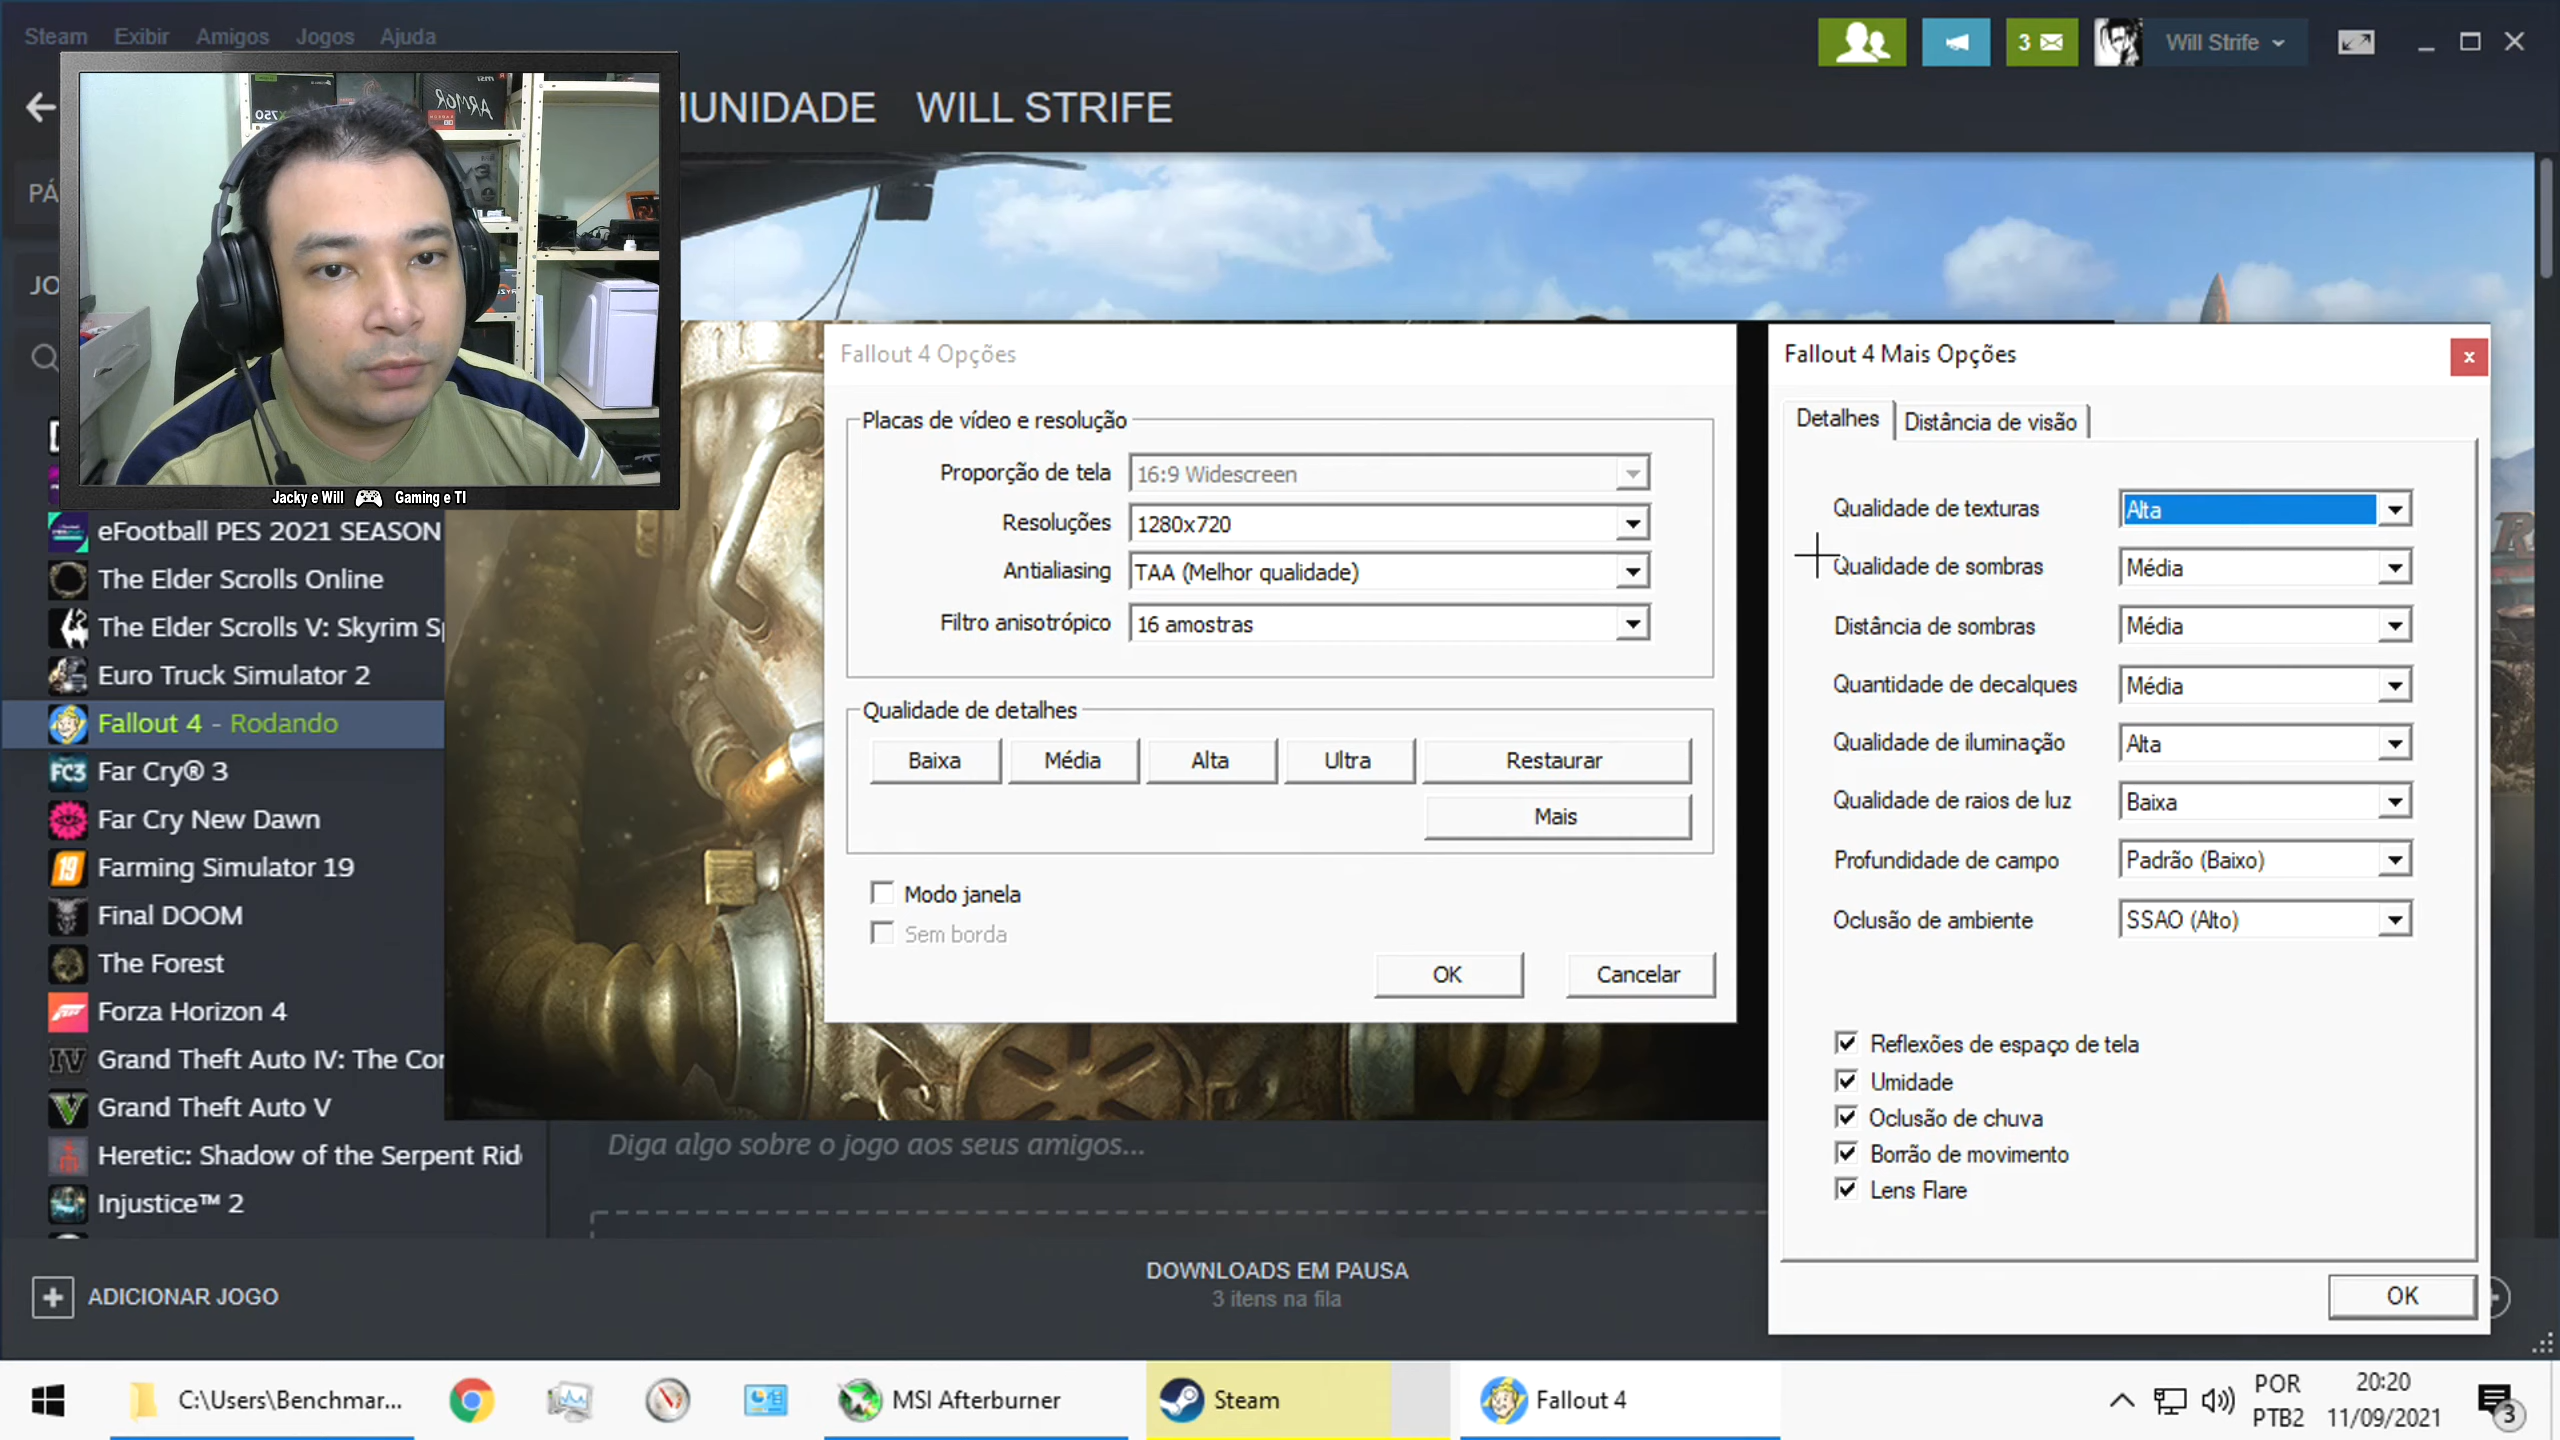 Steam Exibir Amigos Jogos Ajuda
3
Will Strife
MUNIDADE WILL STRIFE
PÁ
JO
ARMOR
Jacky e Will Gaming e TI
eFootball PES 2021 SEASON
The Elder Scrolls Online
The Elder Scrolls V: Skyrim Sp
Euro Truck Simulator 2
Fallout 4 - Rodando
FC3 Far Cry® 3
Far Cry New Dawn
19 Farming Simulator 19
Final DOOM
The Forest
Forza Horizon 4
IV Grand Theft Auto IV: The Con
V Grand Theft Auto V
Heretic: Shadow of the Serpent Rid
Injustice™ 2
ADICIONAR JOGO
Fallout 4 Opções
Placas de vídeo e resolução
Proporção de tela 16:9 Widescreen
Resoluções 1280x720
Antialiasing TAA (Melhor qualidade)
Filtro anisotrópico 16 amostras
Qualidade de detalhes
Baixa Média Alta Ultra Restaurar
Mais
Modo janela
Sem borda
OK Cancelar
Fallout 4 Mais Opções
x
Detalhes Distância de visão
Qualidade de texturas Alta
Qualidade de sombras Média
Distância de sombras Média
Quantidade de decalques Média
Qualidade de iluminação Alta
Qualidade de raios de luz Baixa
Profundidade de campo Padrão (Baixo)
Oclusão de ambiente SSAO (Alto)
Reflexões de espaço de tela
Umidade
Oclusão de chuva
Borrão de movimento
Lens Flare
OK
Diga algo sobre o jogo aos seus amigos...
DOWNLOADS EM PAUSA
3 itens na fila
C:\Users\Benchmar...
MSI Afterburner
Steam
Fallout 4
POR
PTB2
20:20
11/09/2021
3